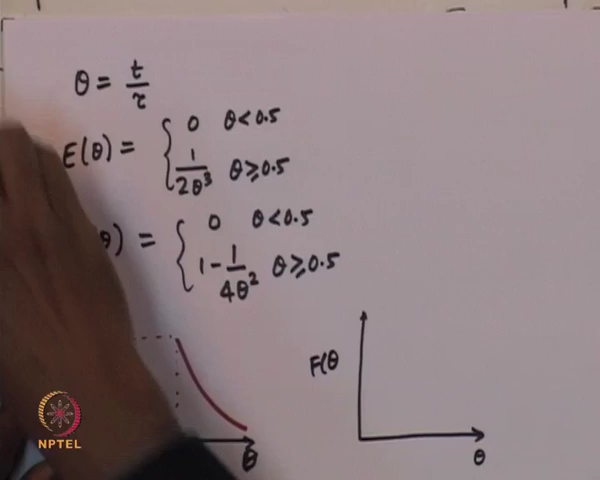 θ = t/τ
E(θ) = { 0 θ < 0.5
1/2θ³ θ ≥ 0.5
θ) = { 0 θ < 0.5
1 - 1/4θ² θ ≥ 0.5
F(θ
θ θ
NPTEL